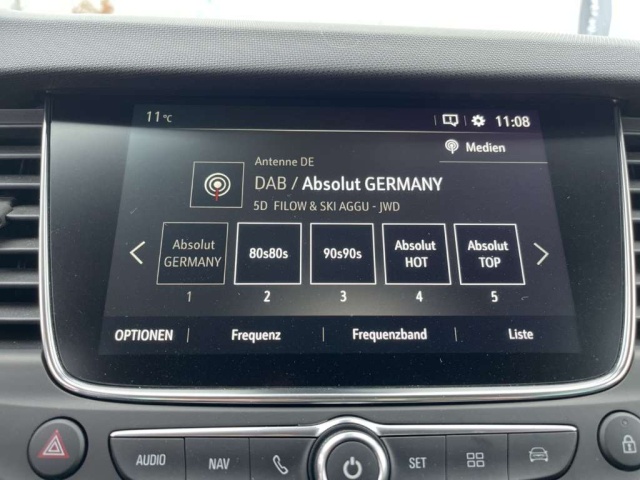 11 °C
11:08
Medien
Antenne DE
DAB / Absolut GERMANY
5D FILOW & SKI AGGU - JWD
Absolut GERMANY
80s80s
90s90s
Absolut HOT
Absolut TOP
1 2 3 4 5
OPTIONEN | Frequenz | Frequenzband | Liste
AUDIO NAV SET